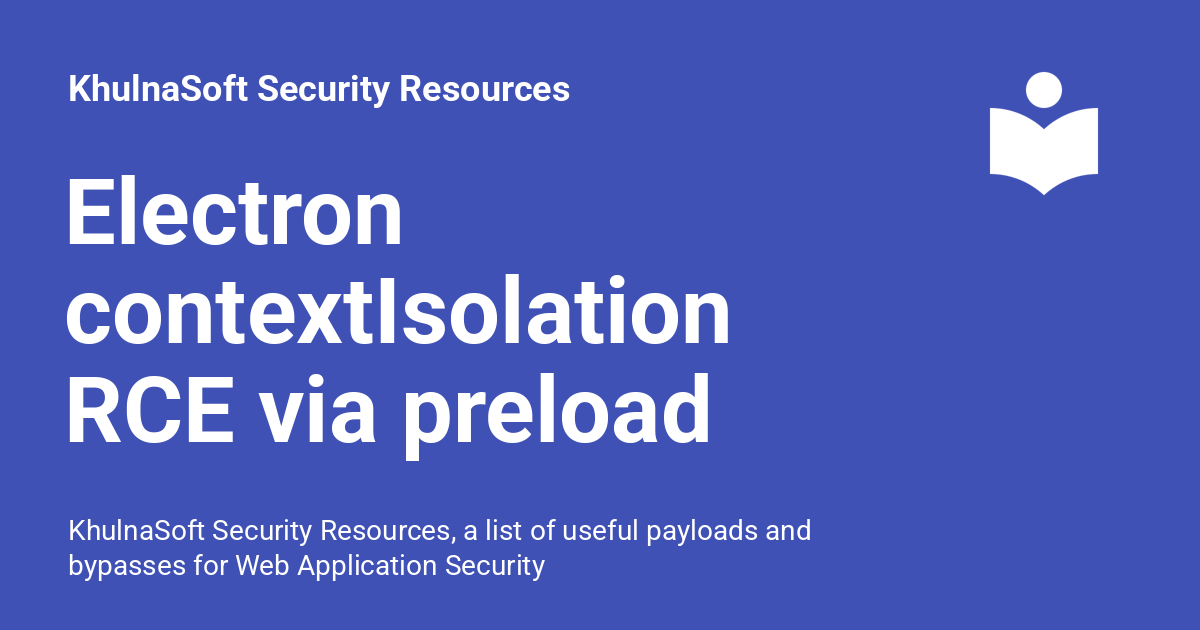 KhulnaSoft Security Resources
Electron
contextIsolation
RCE via preload
KhulnaSoft Security Resources, a list of useful payloads and
bypasses for Web Application Security